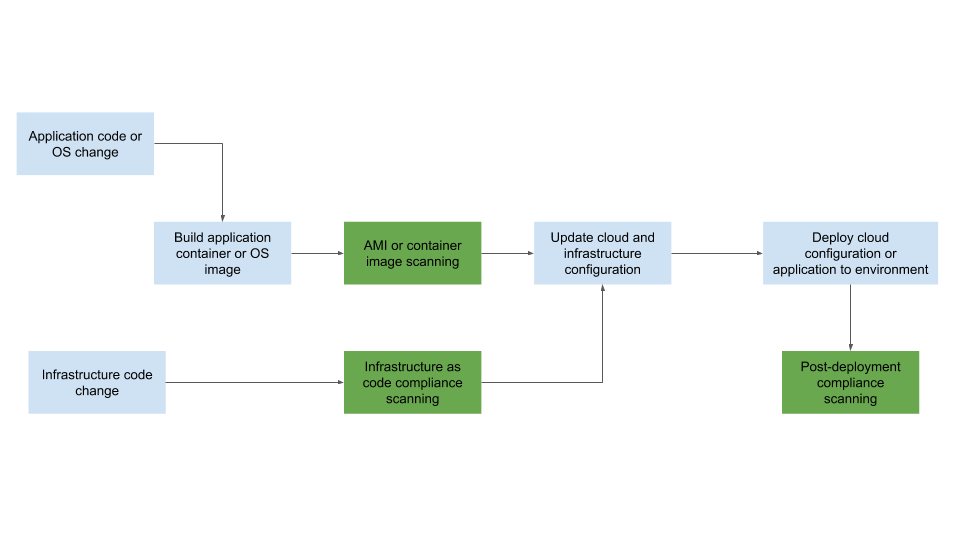 Application code or
OS change
Build application
container or OS
image
AMI or container
image scanning
Update cloud and
infrastructure
configuration
Deploy cloud
configuration or
application to environment
Infrastructure code
change
Infrastructure as
code compliance
scanning
Post-deployment
compliance
scanning